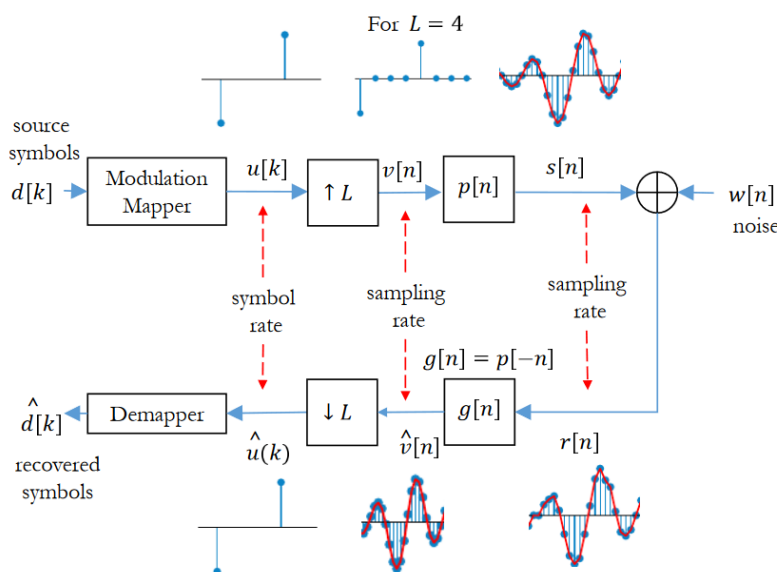 For L = 4
source
symbols
d[k]
Modulation
Mapper
u[k]
↑ L
v[n]
p[n]
s[n]
w[n]
noise
symbol
rate
sampling
rate
sampling
rate
g[n] = p[−n]
d̂[k]
Demapper
û(k)
↓ L
v̂[n]
g[n]
r[n]
recovered
symbols